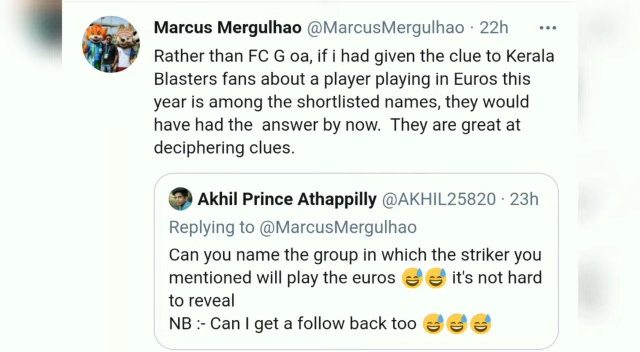 Marcus Mergulhao @MarcusMergulhao · 22h ···
Rather than FC G oa, if i had given the clue to Kerala
Blasters fans about a player playing in Euros this
year is among the shortlisted names, they would
have had the  answer by now.  They are great at
deciphering clues.
Akhil Prince Athappilly @AKHIL25820 · 23h
Replying to @MarcusMergulhao
Can you name the group in which the striker you
mentioned will play the euros 😅😅 it's not hard
to reveal
NB :- Can I get a follow back too 😅😅😅